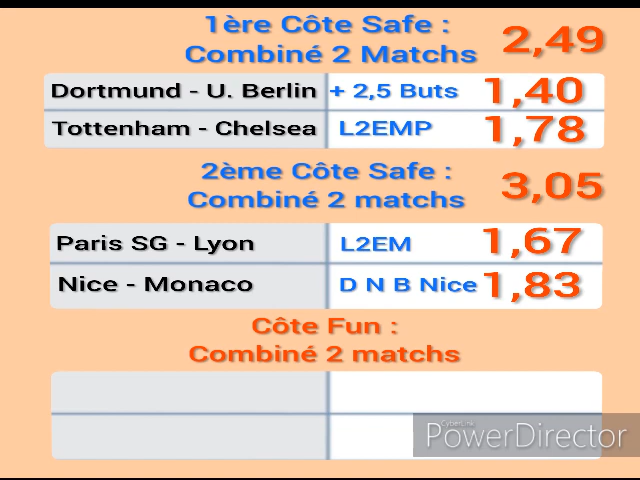 1ère Côte Safe :
Combiné 2 Matchs 2,49
Dortmund - U. Berlin + 2,5 Buts 1,40
Tottenham - Chelsea L2EMP 1,78
2ème Côte Safe :
Combiné 2 matchs 3,05
Paris SG - Lyon L2EM 1,67
Nice - Monaco D N B Nice 1,83
Côte Fun :
Combiné 2 matchs
CyberLink
PowerDirector